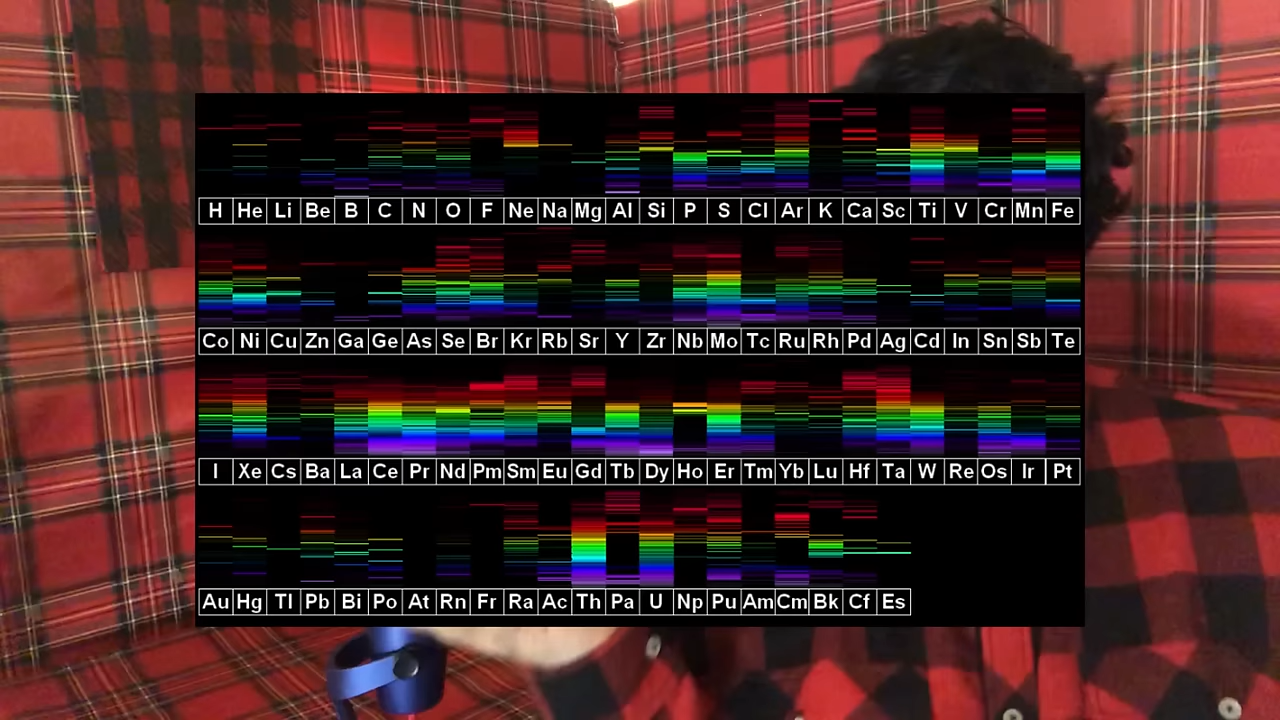 H He Li Be B C N O F Ne Na Mg Al Si P S Cl Ar K Ca Sc Ti V Cr Mn Fe
Co Ni Cu Zn Ga Ge As Se Br Kr Rb Sr Y Zr Nb Mo Tc Ru Rh Pd Ag Cd In Sn Sb Te
I Xe Cs Ba La Ce Pr Nd Pm Sm Eu Gd Tb Dy Ho Er Tm Yb Lu Hf Ta W Re Os Ir Pt
Au Hg Tl Pb Bi Po At Rn Fr Ra Ac Th Pa U Np Pu Am Cm Bk Cf Es